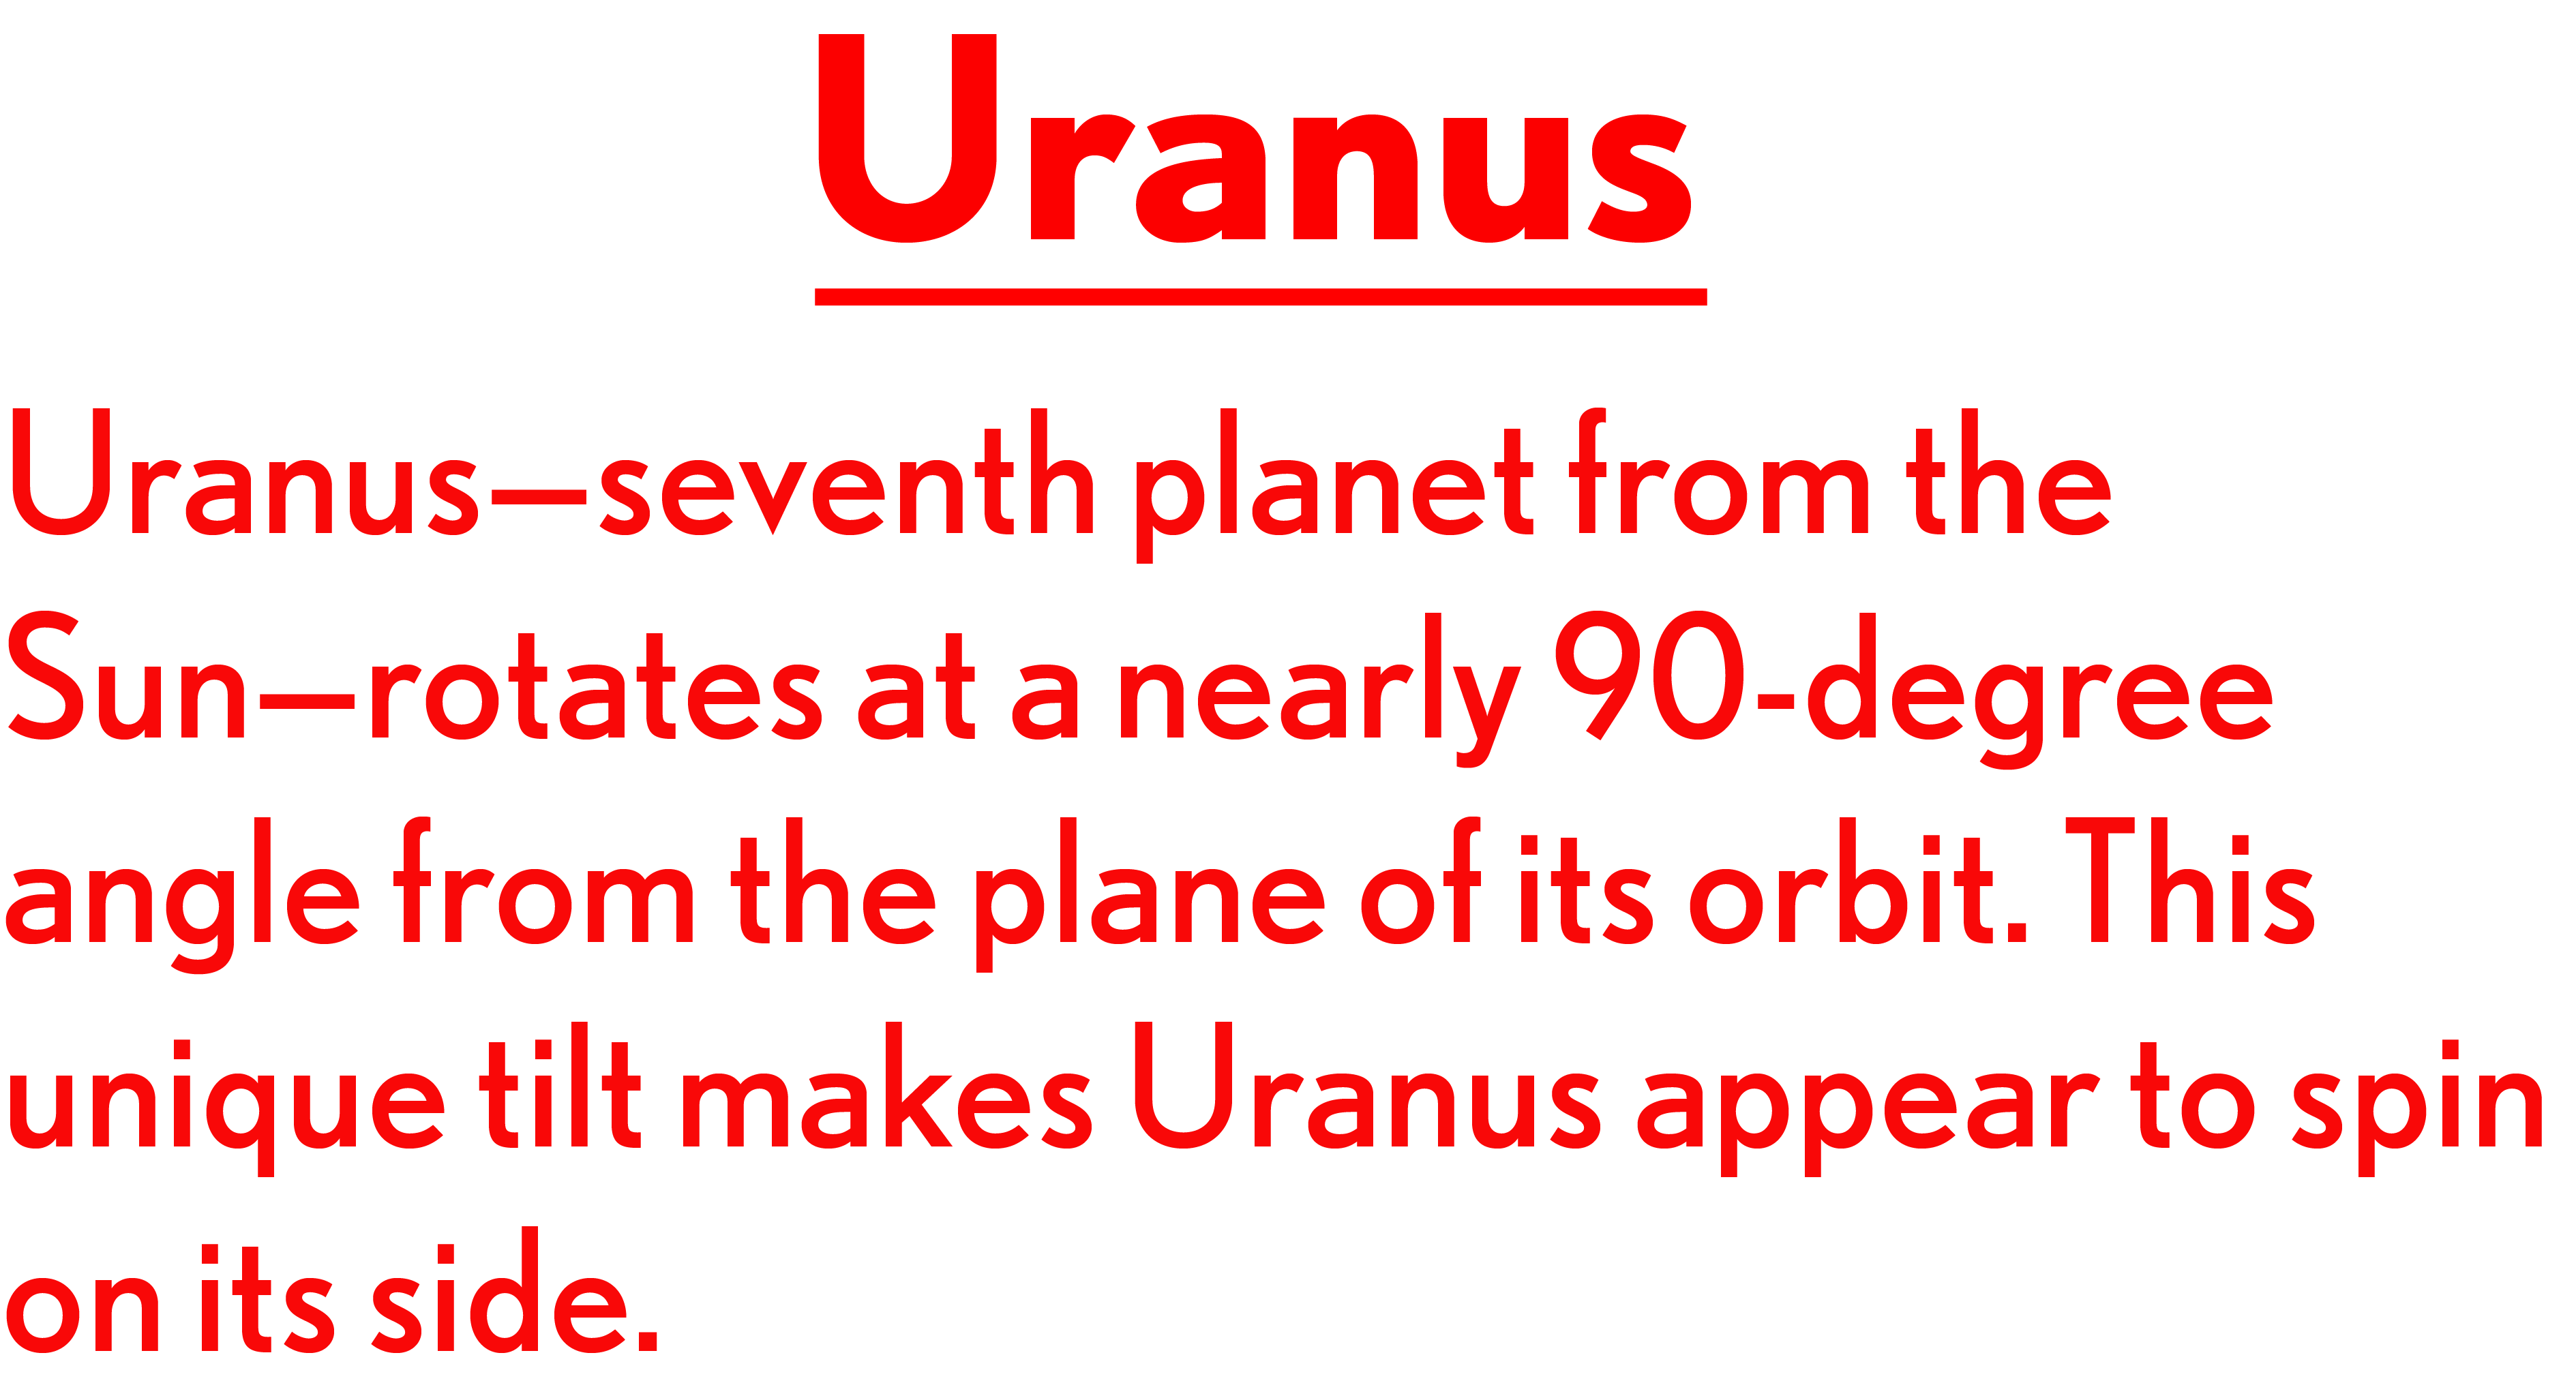 Uranus
Uranus—seventh planet from the
Sun—rotates at a nearly 90-degree
angle from the plane of its orbit. This
unique tilt makes Uranus appear to spin
on its side.